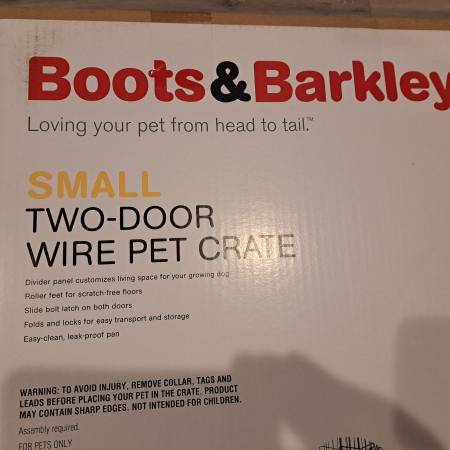 Boots&Barkley
Loving your pet from head to tail.™
SMALL
TWO-DOOR
WIRE PET CRATE
Divider panel customizes living space for your growing dog
Roller feet for scratch-free floors
Slide bolt latch on both doors
Folds and locks for easy transport and storage
Easy-clean, leak-proof pan
WARNING: TO AVOID INJURY, REMOVE COLLAR, TAGS AND
LEADS BEFORE PLACING YOUR PET IN THE CRATE. PRODUCT
MAY CONTAIN SHARP EDGES. NOT INTENDED FOR CHILDREN.
Assembly required.
FOR PETS ONLY